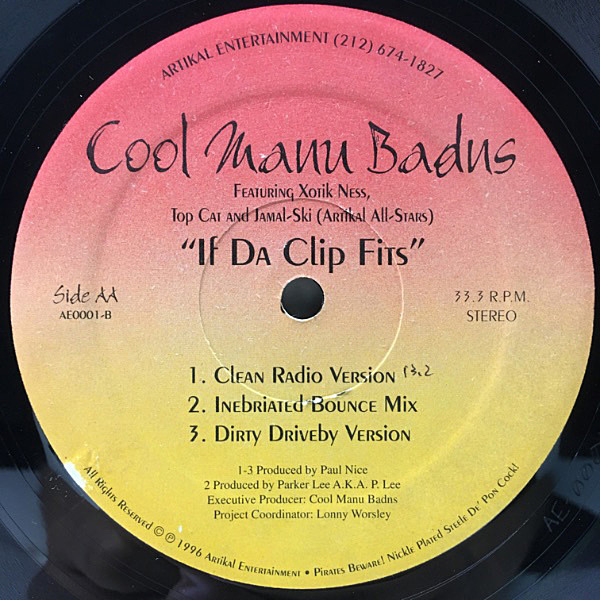 ARTIKAL ENTERTAINMENT (212) 674-1827
Cool Manu Badns
Featuring Xotik Ness,
Top Cat and Jamal-Ski (Artikal All-Stars)
"If Da Clip Fits"
Side AA
AE0001-B
33.3 R.P.M.
STEREO
1. Clean Radio Version 93.2
2. Inebriated Bounce Mix
3. Dirty Driveby Version
1-3 Produced by Paul Nice
2 Produced by Parker Lee A.K.A. P. Lee
Executive Producer: Cool Manu Badns
Project Coordinator: Lonny Worsley
All Rights Reserved © ℗ 1996 Artikal Entertainment • Pirates Beware! Nickle Plated Steele De' Pon Cock!